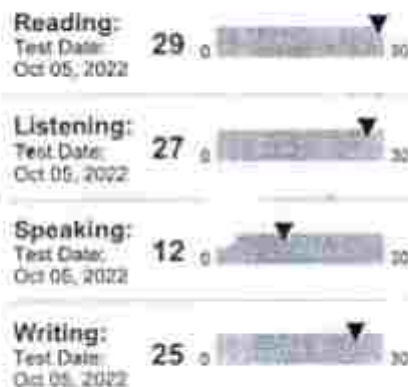 Reading:
Test Date:
Oct 05, 2022
29
0
30
Listening:
Test Date:
Oct 05, 2022
27
0
30
Speaking:
Test Date:
Oct 05, 2022
12
0
30
Writing:
Test Date:
Oct 05, 2022
25
0
30